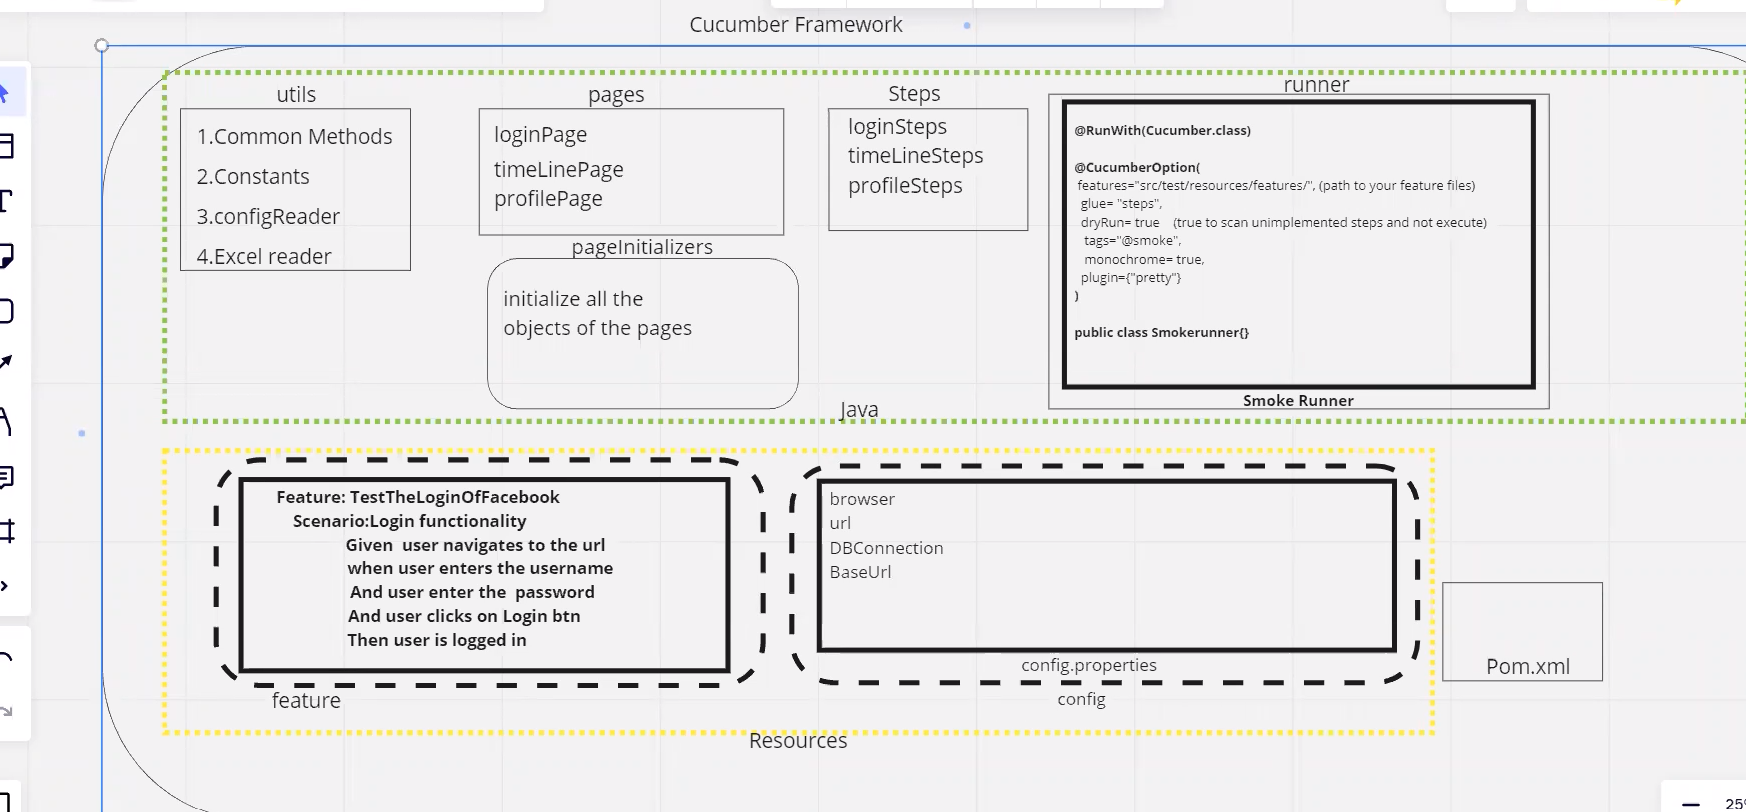 Cucumber Framework
utils
1.Common Methods
2.Constants
3.configReader
4.Excel reader
pages
loginPage
timeLinePage
profilePage
pageInitializers
initialize all the
objects of the pages
Steps
loginSteps
timeLineSteps
profileSteps
runner
@RunWith(Cucumber.class)
@CucumberOption(
features="src/test/resources/features/", (path to your feature files)
glue= "steps",
dryRun= true (true to scan unimplemented steps and not execute)
tags="@smoke",
monochrome= true,
plugin={"pretty"}
)
public class Smokerunner{}
Smoke Runner
Java
Feature: TestTheLoginOfFacebook
Scenario:Login functionality
Given user navigates to the url
when user enters the username
And user enter the password
And user clicks on Login btn
Then user is logged in
feature
browser
url
DBConnection
BaseUrl
config.properties
config
Resources
Pom.xml